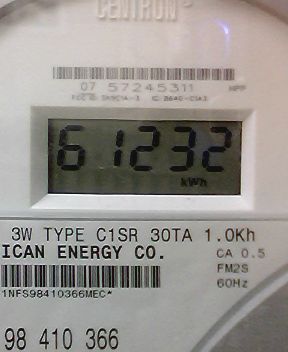 CENTRON
07 57245311 NPP
61232
kWh
3W TYPE C1SR 30TA 1.0Kh
ICAN ENERGY CO.
CA 0.5
FM2S
60Hz
1NFS98410366MEC*
98 410 366